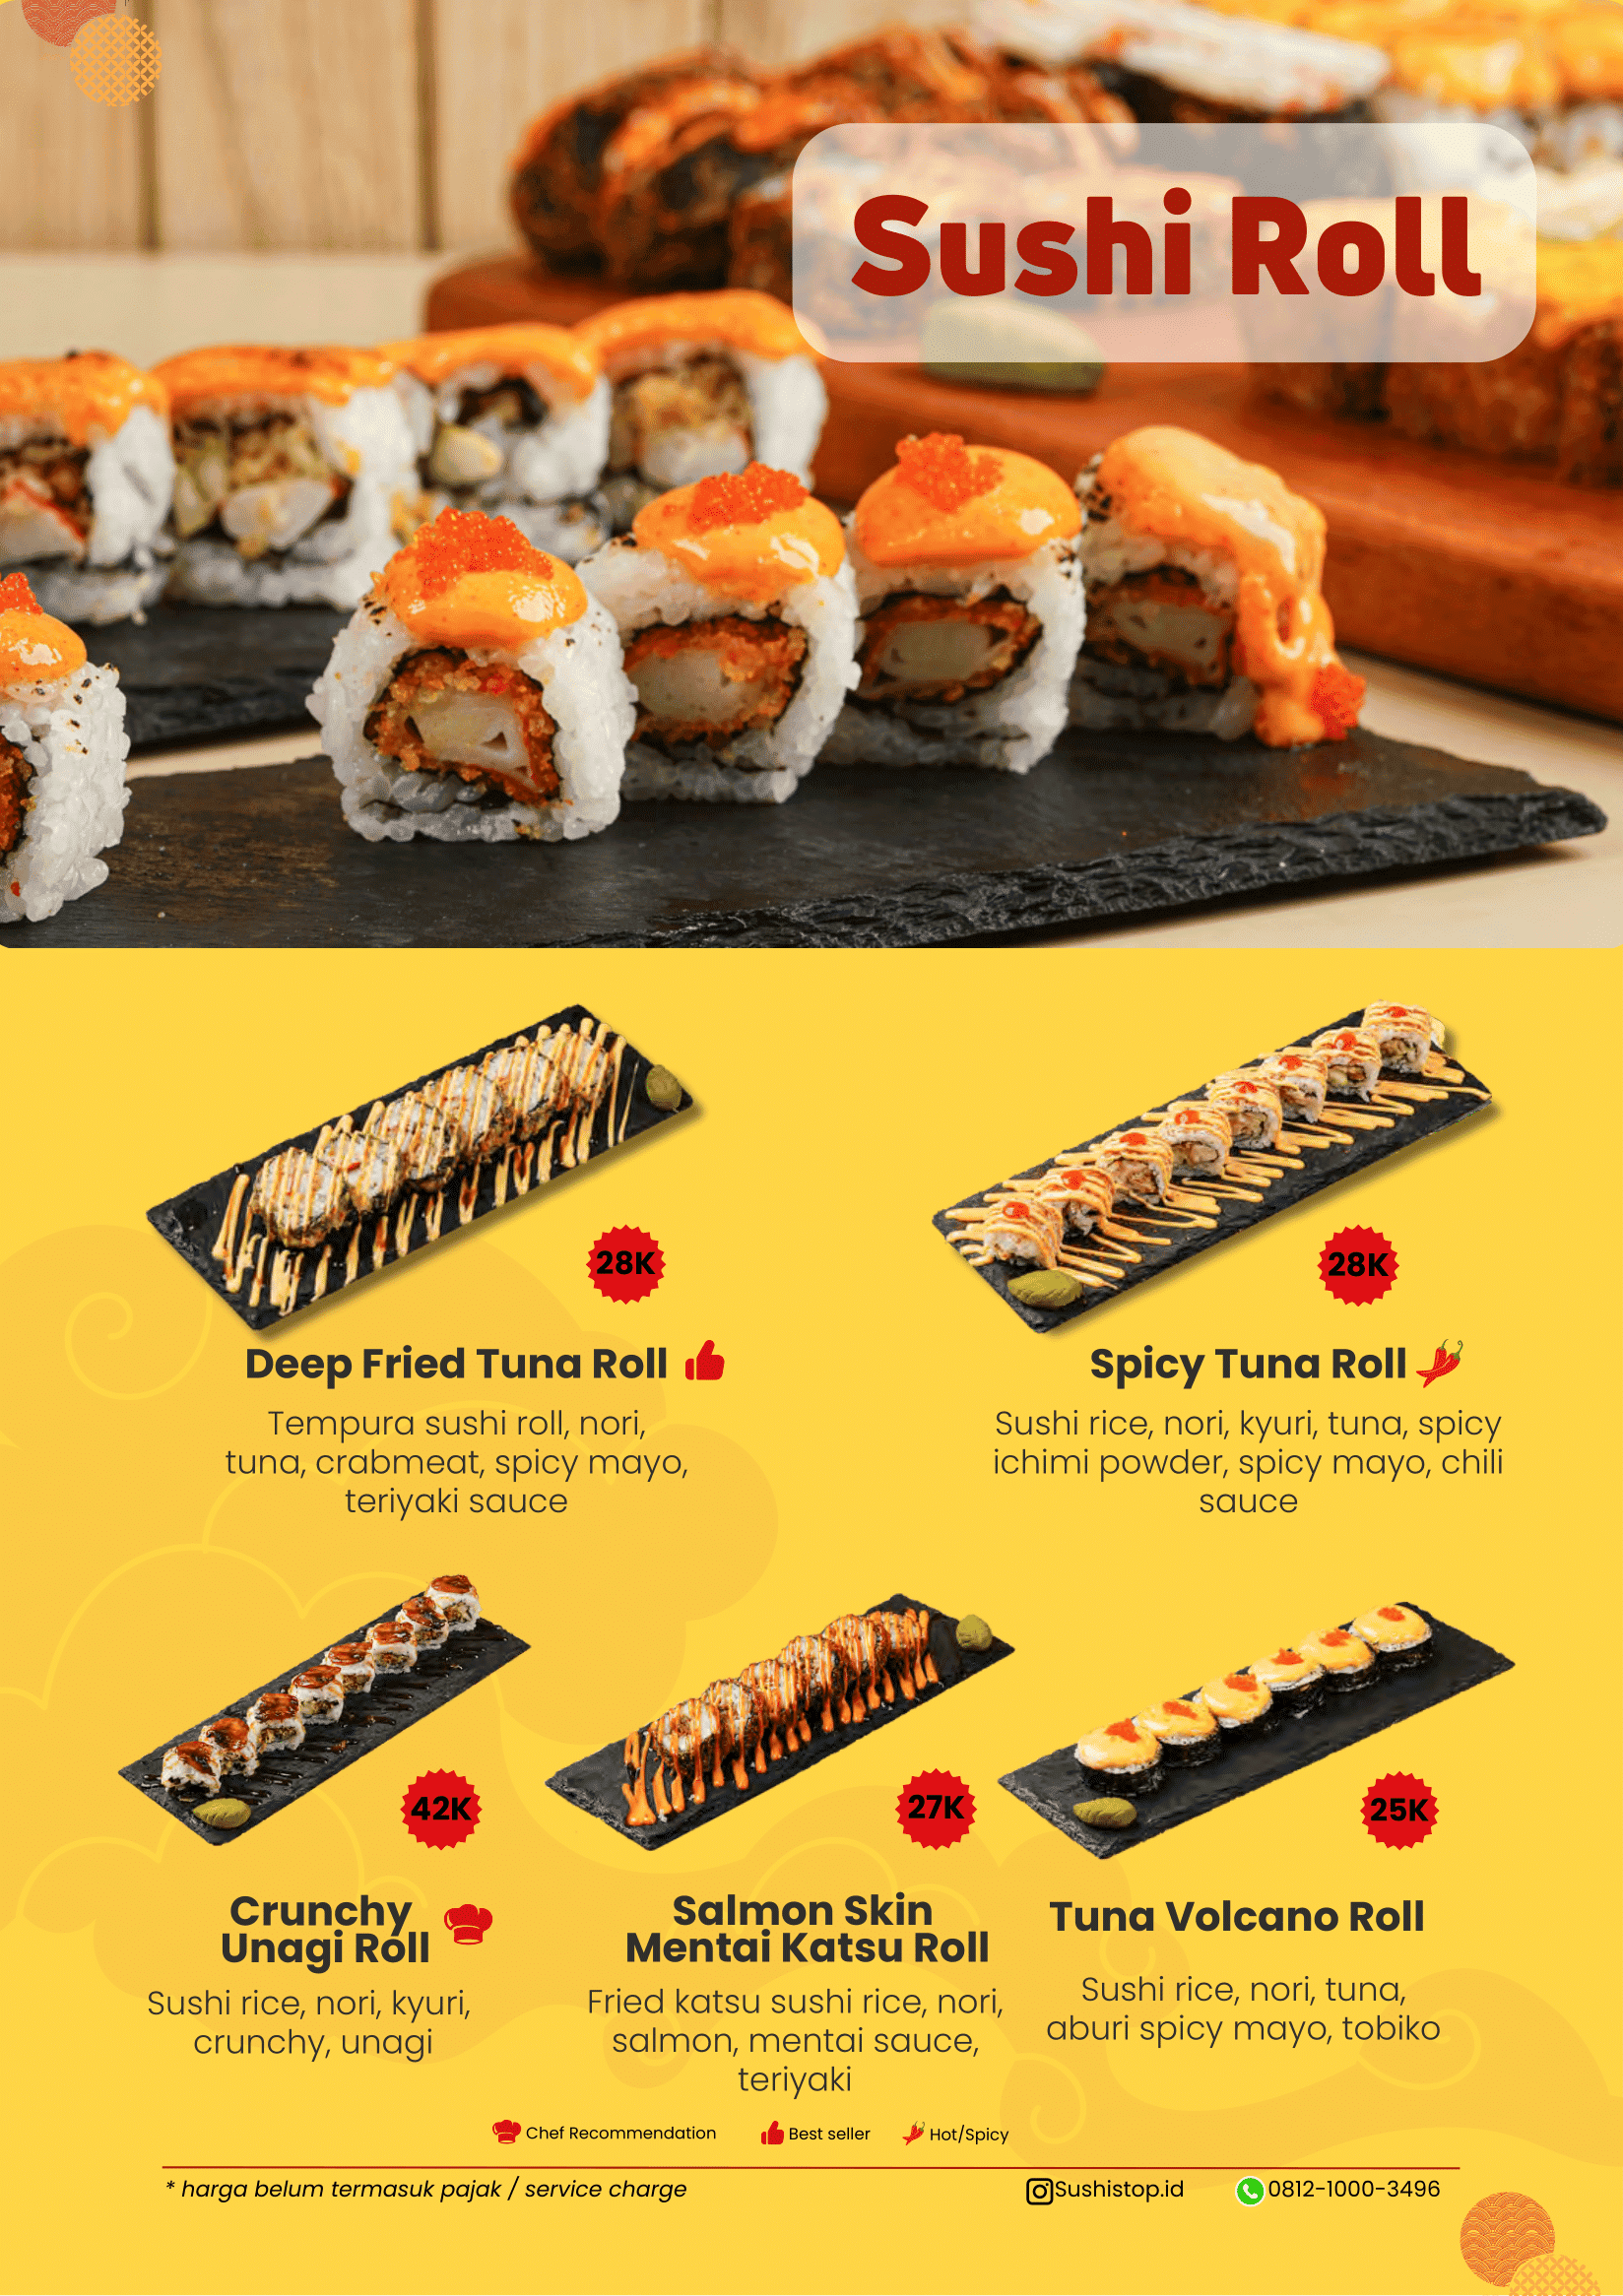 Sushi Roll
28K
Deep Fried Tuna Roll
Tempura sushi roll, nori,
tuna, crabmeat, spicy mayo,
teriyaki sauce
28K
Spicy Tuna Roll
Sushi rice, nori, kyuri, tuna, spicy
ichimi powder, spicy mayo, chili
sauce
42K
Crunchy
Unagi Roll
Sushi rice, nori, kyuri,
crunchy, unagi
27K
Salmon Skin
Mentai Katsu Roll
Fried katsu sushi rice, nori,
salmon, mentai sauce,
teriyaki
25K
Tuna Volcano Roll
Sushi rice, nori, tuna,
aburi spicy mayo, tobiko
Chef Recommendation Best seller Hot/Spicy
* harga belum termasuk pajak / service charge Sushistop.id 0812-1000-3496